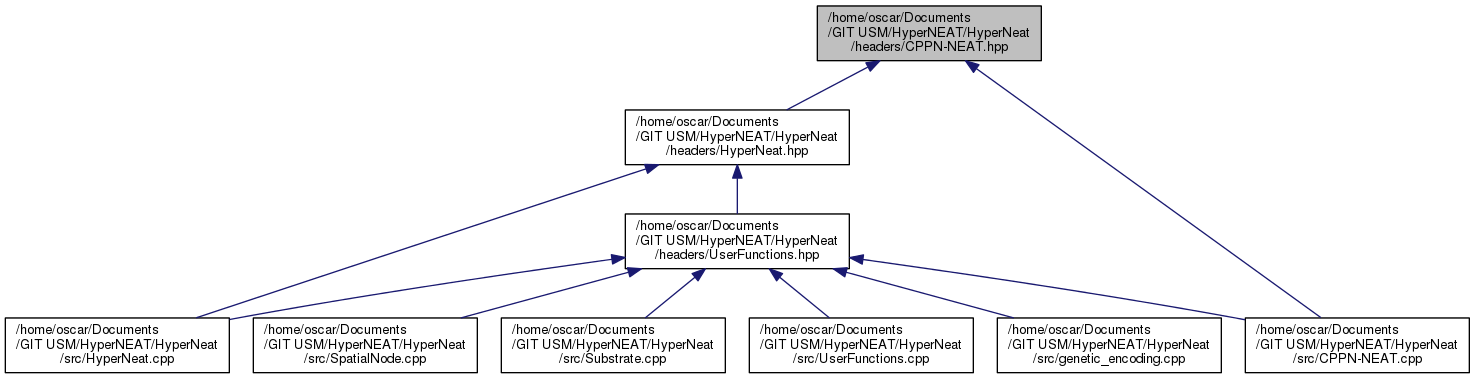 /home/oscar/Documents
/GIT USM/HyperNEAT/HyperNeat
/headers/CPPN-NEAT.hpp
/home/oscar/Documents
/GIT USM/HyperNEAT/HyperNeat
/headers/HyperNeat.hpp
/home/oscar/Documents
/GIT USM/HyperNEAT/HyperNeat
/headers/UserFunctions.hpp
/home/oscar/Documents
/GIT USM/HyperNEAT/HyperNeat
/src/HyperNeat.cpp
/home/oscar/Documents
/GIT USM/HyperNEAT/HyperNeat
/src/SpatialNode.cpp
/home/oscar/Documents
/GIT USM/HyperNEAT/HyperNeat
/src/Substrate.cpp
/home/oscar/Documents
/GIT USM/HyperNEAT/HyperNeat
/src/UserFunctions.cpp
/home/oscar/Documents
/GIT USM/HyperNEAT/HyperNeat
/src/genetic_encoding.cpp
/home/oscar/Documents
/GIT USM/HyperNEAT/HyperNeat
/src/CPPN-NEAT.cpp